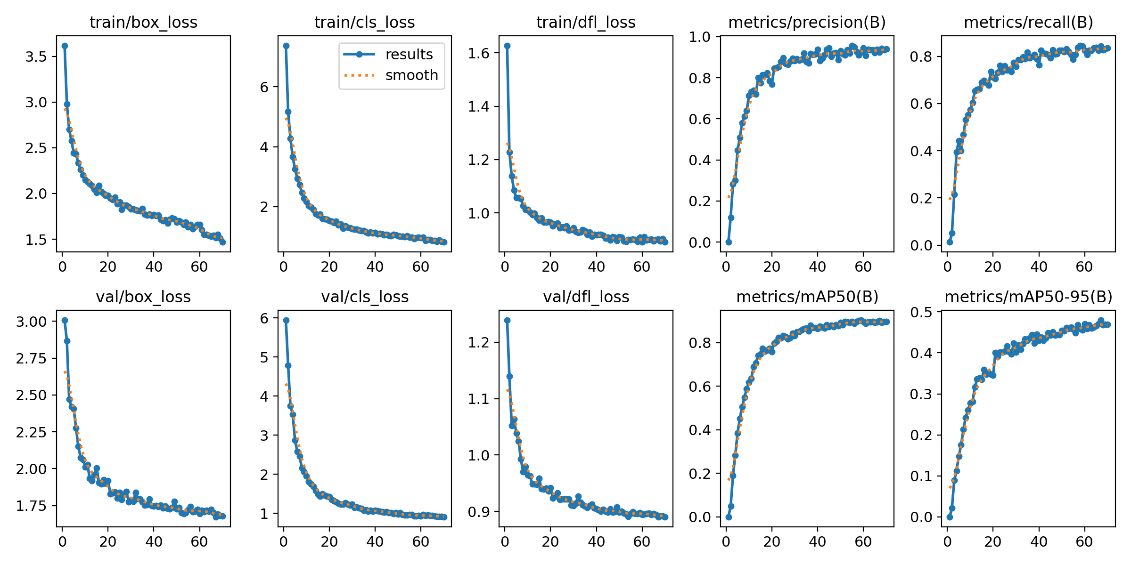 train/box_loss
train/cls_loss
train/dfl_loss
metrics/precision(B)
metrics/recall(B)
3.5
3.0
2.5
2.0
1.5
0 20 40 60
results
smooth
6
4
2
0 20 40 60
1.6
1.4
1.2
1.0
0 20 40 60
1.0
0.8
0.6
0.4
0.2
0.0
0 20 40 60
0.8
0.6
0.4
0.2
0.0
0 20 40 60
val/box_loss
val/cls_loss
val/dfl_loss
metrics/mAP50(B)
metrics/mAP50-95(B)
3.00
2.75
2.50
2.25
2.00
1.75
0 20 40 60
6
5
4
3
2
1
0 20 40 60
1.2
1.1
1.0
0.9
0 20 40 60
0.8
0.6
0.4
0.2
0.0
0 20 40 60
0.5
0.4
0.3
0.2
0.1
0.0
0 20 40 60